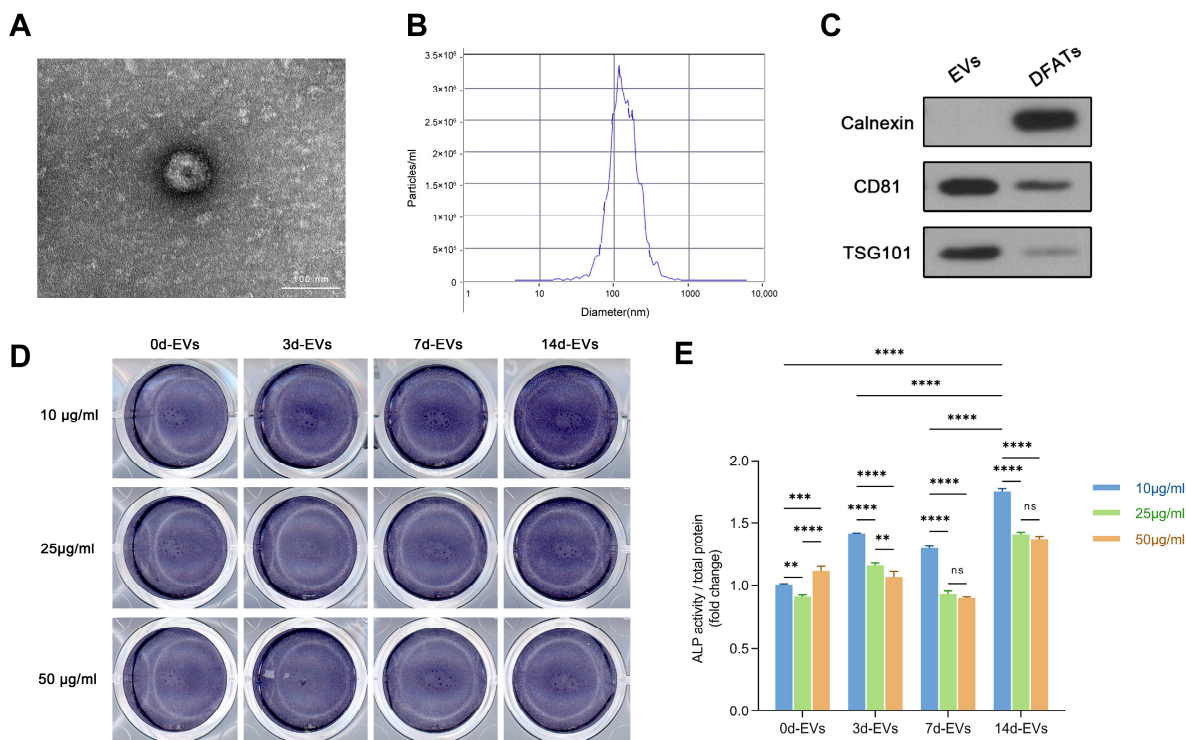 A
100 nm
B
3.5×10⁶
3×10⁶
2.5×10⁶
2×10⁶
1.5×10⁶
1×10⁶
5×10⁵
0
Particles/ml
1
10
100
1000
10,000
Diameter(nm)
C
EVs
DFATs
Calnexin
CD81
TSG101
D
0d-EVs
3d-EVs
7d-EVs
14d-EVs
10 μg/ml
25μg/ml
50 μg/ml
E
****
****
****
****
****
****
****
***
****
****
****
ns
****
**
**
ns
2.0
1.5
1.0
0.5
0.0
ALP activity / total protein
(fold change)
0d-EVs
3d-EVs
7d-EVs
14d-EVs
10μg/ml
25μg/ml
50μg/ml